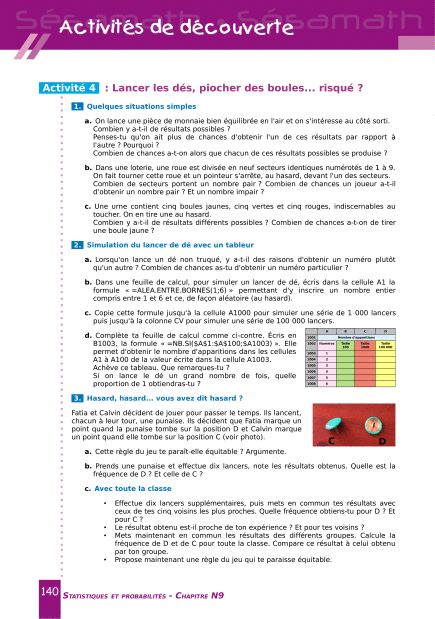 Sésamath - Sésamath
Activités de découverte
Activité 4 : Lancer les dés, piocher des boules... risqué ?
1. Quelques situations simples
a. On lance une pièce de monnaie bien équilibrée en l'air et on s'intéresse au côté sorti.
Combien y a-t-il de résultats possibles ?
Penses-tu qu'on ait plus de chances d'obtenir l'un de ces résultats par rapport à
l'autre ? Pourquoi ?
Combien de chances a-t-on alors que chacun de ces résultats possibles se produise ?
b. Dans une loterie, une roue est divisée en neuf secteurs identiques numérotés de 1 à 9.
On fait tourner cette roue et un pointeur s'arrête, au hasard, devant l'un des secteurs.
Combien de secteurs portent un nombre pair ? Combien de chances un joueur a-t-il
d'obtenir un nombre pair ? Et un nombre impair ?
c. Une urne contient cinq boules jaunes, cinq vertes et cinq rouges, indiscernables au
toucher. On en tire une au hasard.
Combien y a-t-il de résultats différents possibles ? Combien de chances a-t-on de tirer
une boule jaune ?
2. Simulation du lancer de dé avec un tableur
a. Lorsqu'on lance un dé non truqué, y a-t-il des raisons d'obtenir un numéro plutôt
qu'un autre ? Combien de chances as-tu d'obtenir un numéro particulier ?
b. Dans une feuille de calcul, pour simuler un lancer de dé, écris dans la cellule A1 la
formule « =ALEA.ENTRE.BORNES(1;6) » permettant d'y inscrire un nombre entier
compris entre 1 et 6 et ce, de façon aléatoire (au hasard).
c. Copie cette formule jusqu'à la cellule A1000 pour simuler une série de 1 000 lancers
puis jusqu'à la colonne CV pour simuler une série de 100 000 lancers.
d. Complète ta feuille de calcul comme ci-contre. Écris en
B1003, la formule « =NB.SI($A$1:$A$100;$A1003) ». Elle
permet d'obtenir le nombre d'apparitions dans les cellules
A1 à A100 de la valeur écrite dans la cellule A1003.
Achève ce tableau. Que remarques-tu ?
Si on lance le dé un grand nombre de fois, quelle
proportion de 1 obtiendras-tu ?
A B C D
1001 Nombre d'apparitions
1002 Numéros Taille 100 Taille 1000 Taille 100 000
1003 1
1004 2
1005 3
1006 4
1007 5
1008 6
3. Hasard, hasard... vous avez dit hasard ?
Fatia et Calvin décident de jouer pour passer le temps. Ils lancent,
chacun à leur tour, une punaise. Ils décident que Fatia marque un
point quand la punaise tombe sur la position D et Calvin marque
un point quand elle tombe sur la position C (voir photo).
C D
a. Cette règle du jeu te paraît-elle équitable ? Argumente.
b. Prends une punaise et effectue dix lancers, note les résultats obtenus. Quelle est la
fréquence de D ? Et celle de C ?
c. Avec toute la classe
• Effectue dix lancers supplémentaires, puis mets en commun tes résultats avec
ceux de tes cinq voisins les plus proches. Quelle fréquence obtiens-tu pour D ? Et
pour C ?
• Le résultat obtenu est-il proche de ton expérience ? Et pour tes voisins ?
• Mets maintenant en commun les résultats des différents groupes. Calcule la
fréquence de D et de C pour toute la classe. Compare ce résultat à celui obtenu
par ton groupe.
• Propose maintenant une règle du jeu qui te paraisse équitable.
140 Statistiques et probabilités - Chapitre N9